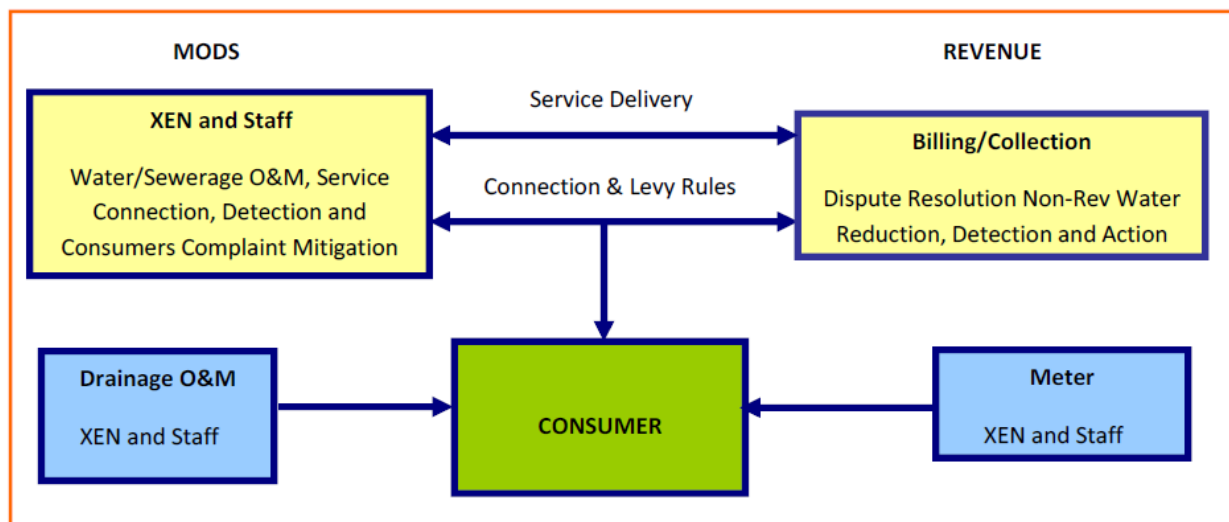 MODS
REVENUE
XEN and Staff
Water/Sewerage O&M, Service
Connection, Detection and
Consumers Complaint Mitigation
Service Delivery
Connection & Levy Rules
Billing/Collection
Dispute Resolution Non-Rev Water
Reduction, Detection and Action
Drainage O&M
XEN and Staff
CONSUMER
Meter
XEN and Staff